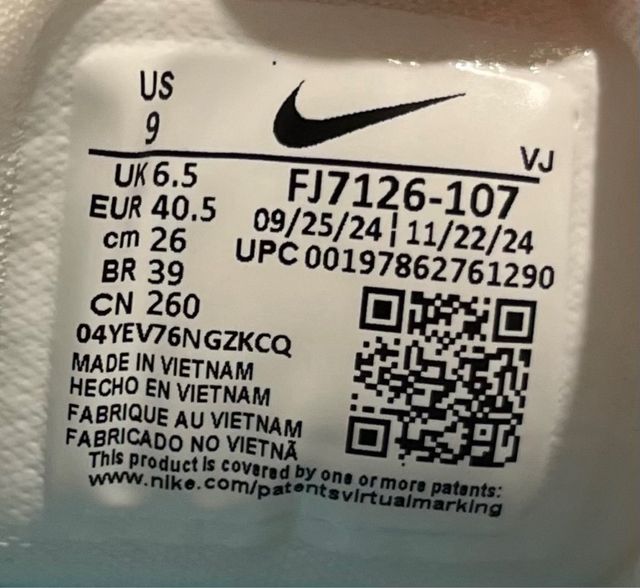 US
9
VJ
UK 6.5
EUR 40.5
cm 26
BR 39
CN 260
FJ7126-107
09/25/24 | 11/22/24
UPC 00197862761290
04YEV76NGZKCQ
MADE IN VIETNAM
HECHO EN VIETNAM
FABRIQUE AU VIETNAM
FABRICADO NO VIETNÃ
This product is covered by one or more patents:
www.nike.com/patentsvirtualmarking